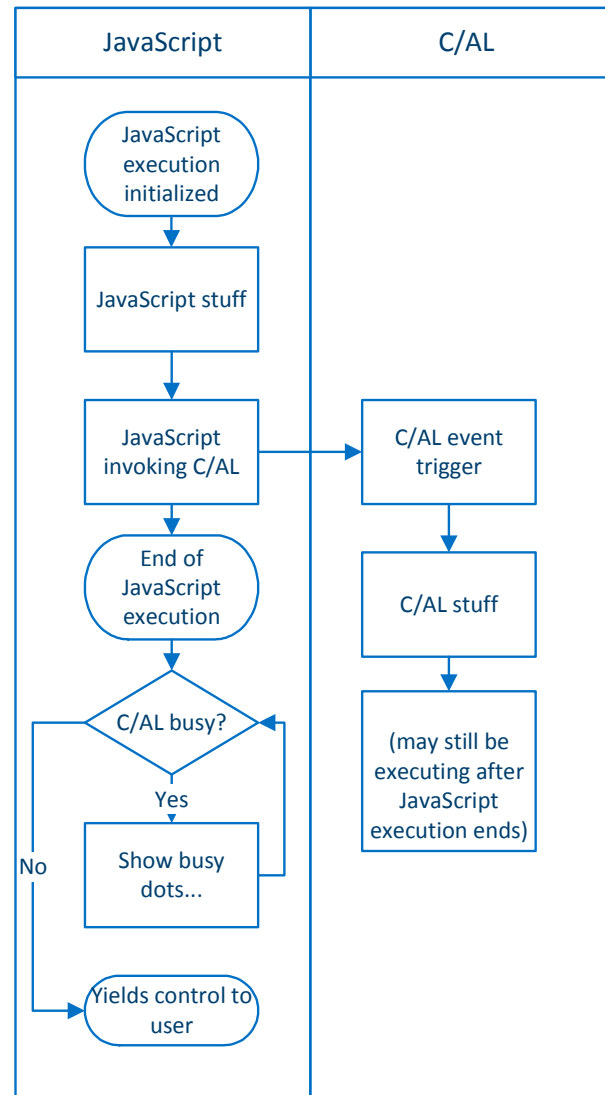 JavaScript
C/AL
JavaScript
execution
initialized
JavaScript stuff
JavaScript
invoking C/AL
C/AL event
trigger
End of
JavaScript
execution
C/AL stuff
C/AL busy?
(may still be
executing after
JavaScript
execution ends)
Yes
No
Show busy
dots...
Yields control to
user